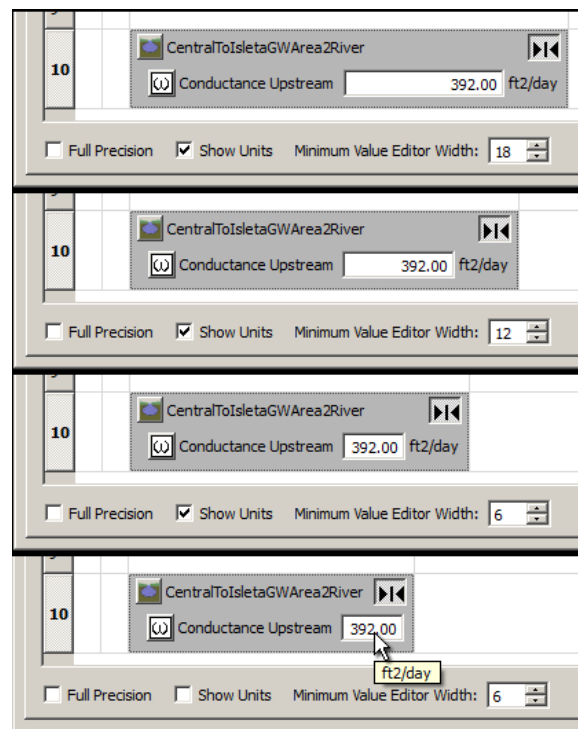 CentralToIsletaGWArea2River
10
Conductance Upstream 392.00 ft2/day
Full Precision Show Units Minimum Value Editor Width: 18
CentralToIsletaGWArea2River
10
Conductance Upstream 392.00 ft2/day
Full Precision Show Units Minimum Value Editor Width: 12
CentralToIsletaGWArea2River
10
Conductance Upstream 392.00 ft2/day
Full Precision Show Units Minimum Value Editor Width: 6
CentralToIsletaGWArea2River
10
Conductance Upstream 392.00
ft2/day
Full Precision Show Units Minimum Value Editor Width: 6